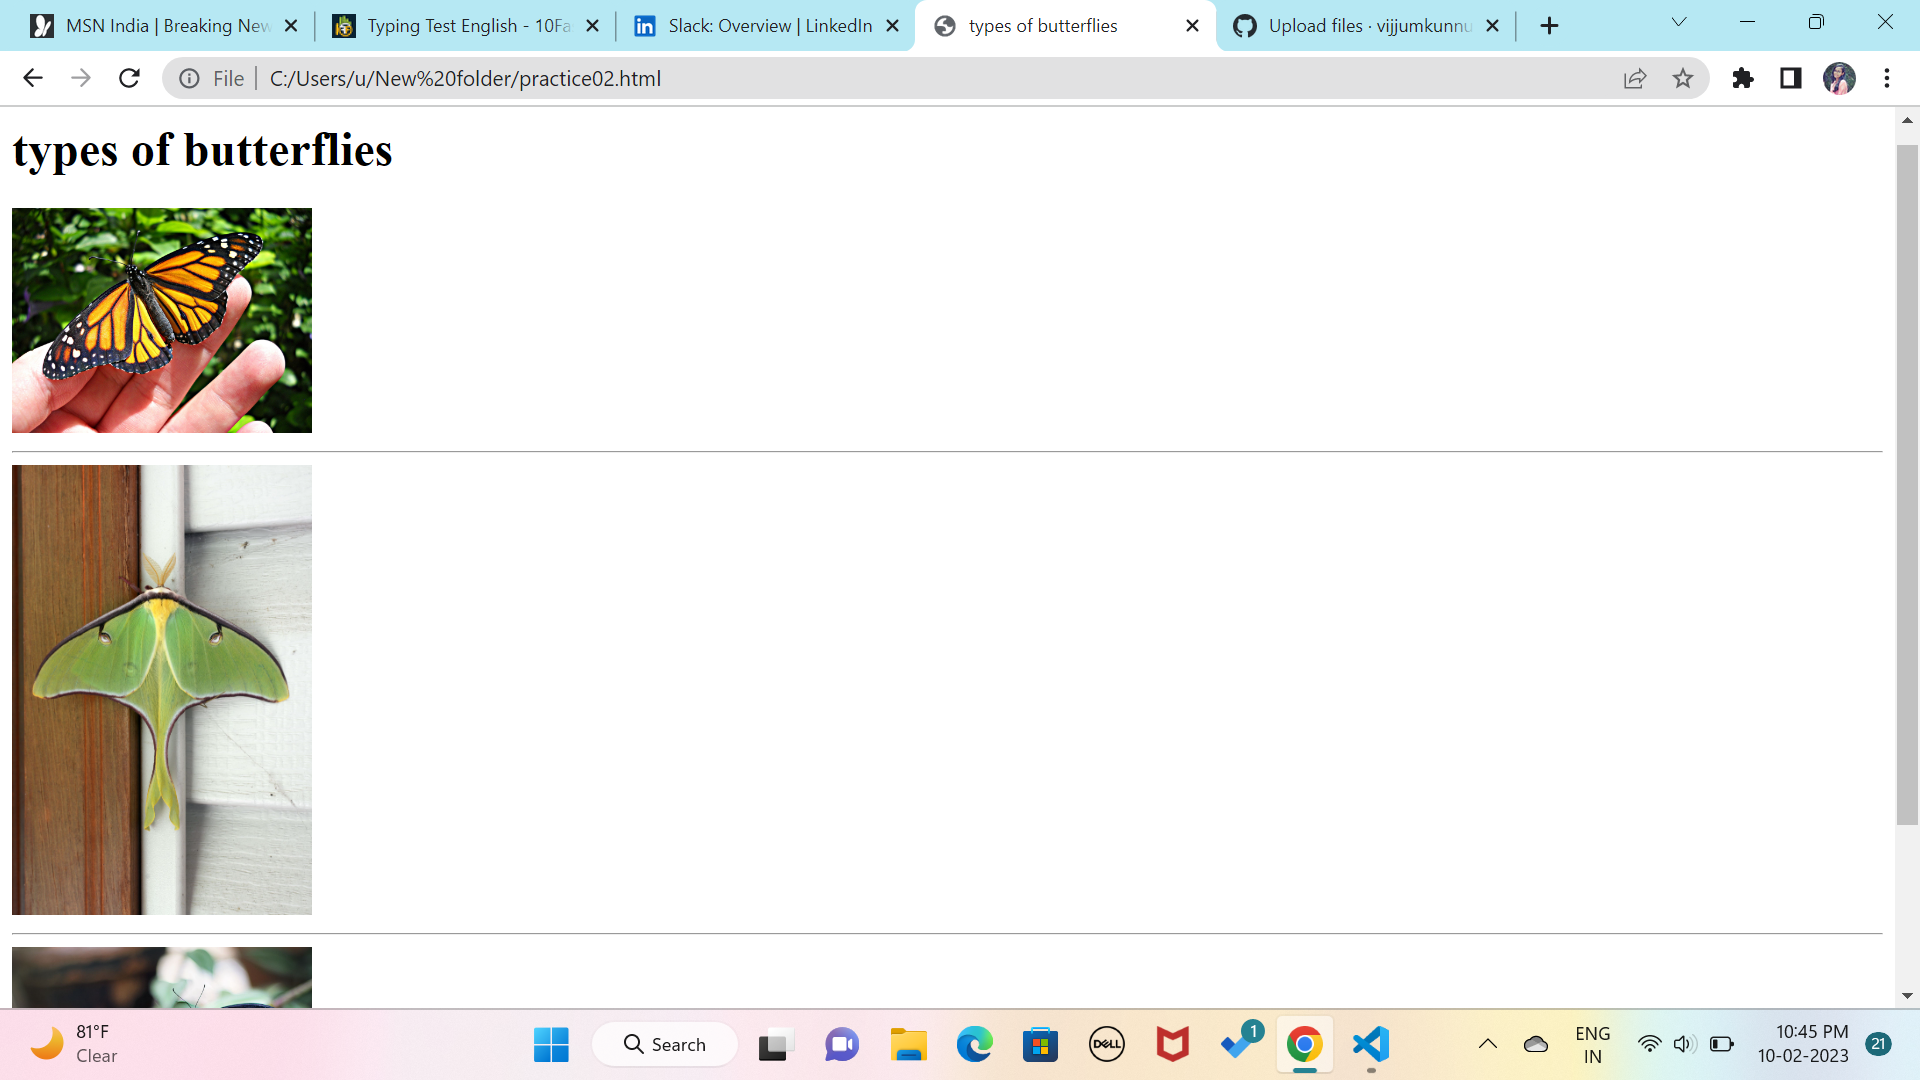 MSN India | Breaking New
Typing Test English - 10Fa
Slack: Overview | LinkedIn
types of butterflies
Upload files · vijjumkunnu
File
C:/Users/u/New%20folder/practice02.html
types of butterflies
81°F
Clear
Search
DELL
1
ENG
IN
10:45 PM
10-02-2023
21